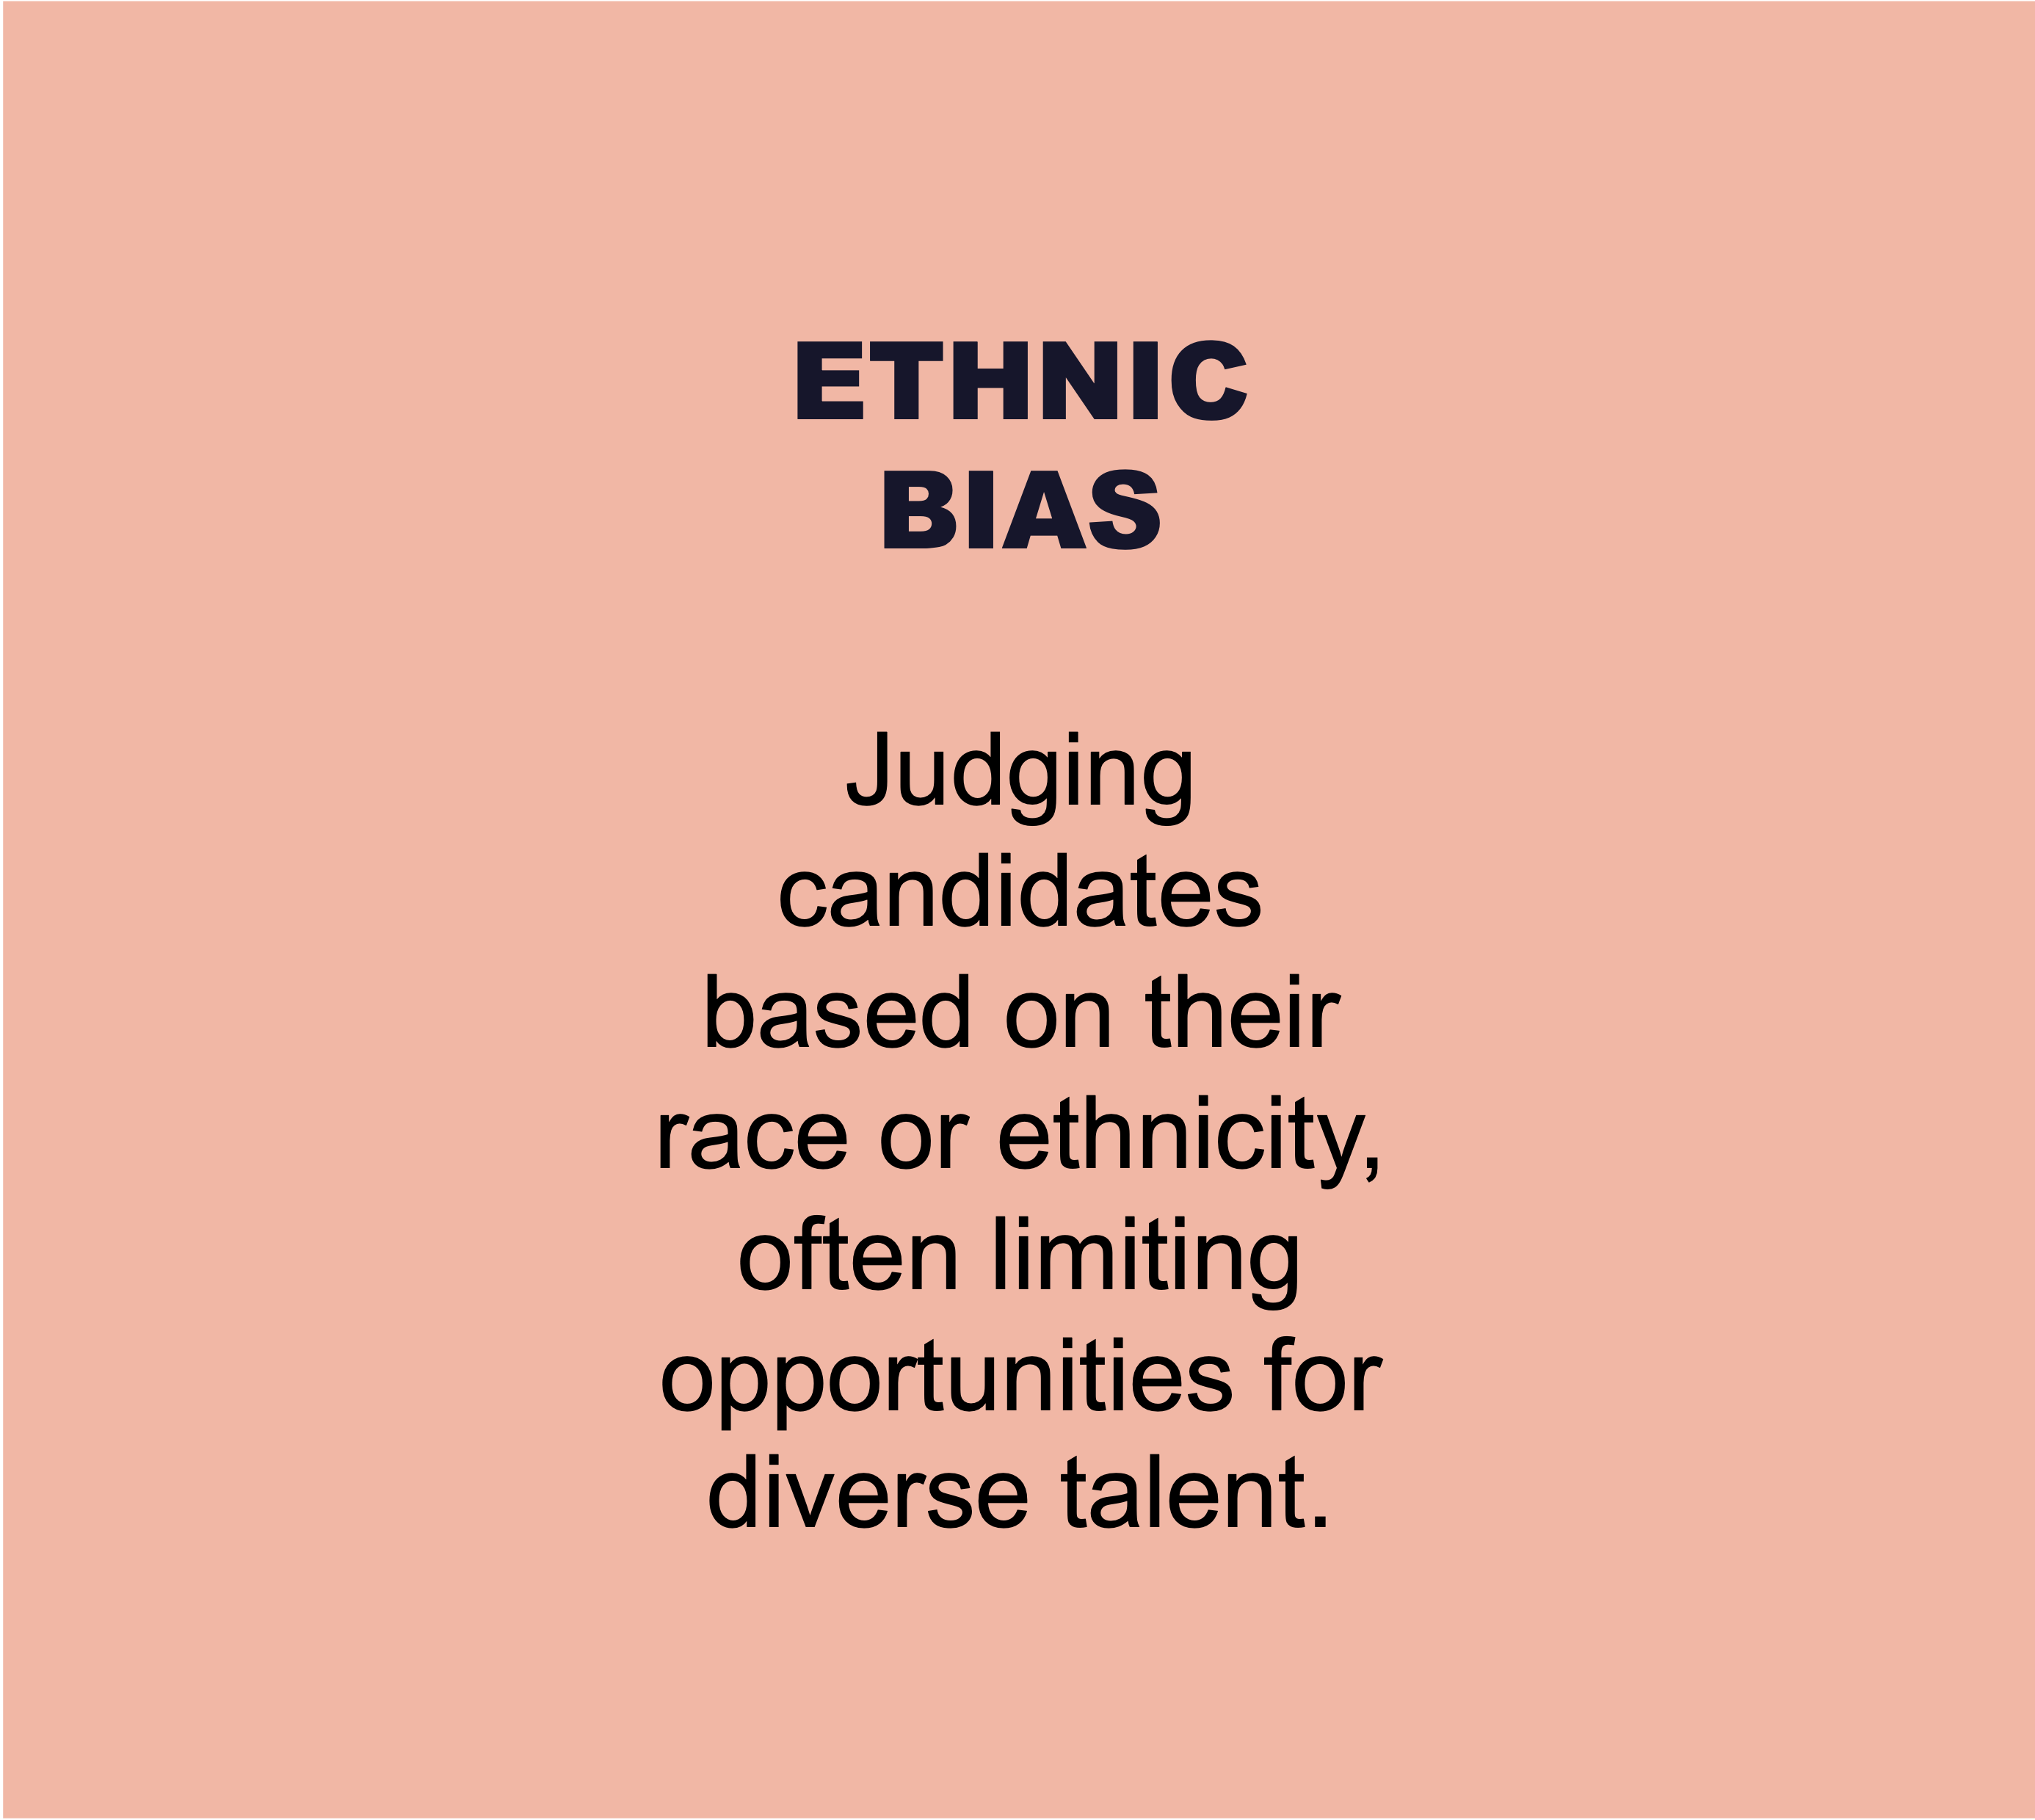 ETHNIC
BIAS
Judging
candidates
based on their
race or ethnicity,
often limiting
opportunities for
diverse talent.